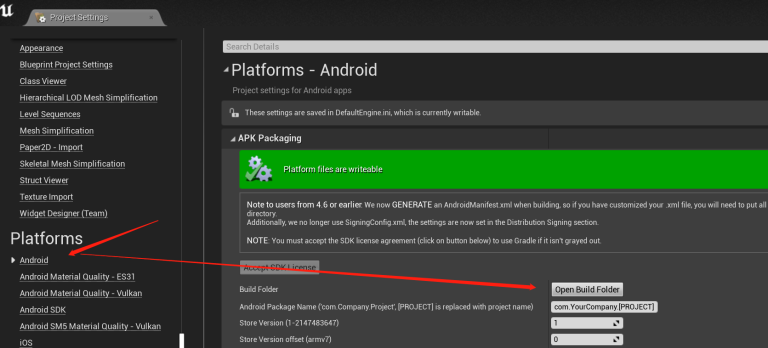 Project Settings
Appearance
Blueprint Project Settings
Class Viewer
Hierarchical LOD Mesh Simplification
Level Sequences
Mesh Simplification
Paper2D - Import
Skeletal Mesh Simplification
Struct Viewer
Texture Import
Widget Designer (Team)
Platforms
Android
Android Material Quality - ES31
Android Material Quality - Vulkan
Android SDK
Android SM5 Material Quality - Vulkan
iOS
Search Details
Platforms - Android
Project settings for Android apps
These settings are saved in DefaultEngine.ini, which is currently writable.
APK Packaging
Platform files are writeable
Note to users from 4.6 or earlier: We now GENERATE an AndroidManifest.xml when building, so if you have customized your .xml file, you will need to put all
directory.
Additionally, we no longer use SigningConfig.xml, the settings are now set in the Distribution Signing section.
NOTE: You must accept the SDK license agreement (click on button below) to use Gradle if it isn't grayed out.
Accept SDK License
Build Folder
Open Build Folder
Android Package Name ('com.Company.Project', [PROJECT] is replaced with project name)
com.YourCompany.[PROJECT]
Store Version (1-2147483647)
1
Store Version offset (armv7)
0